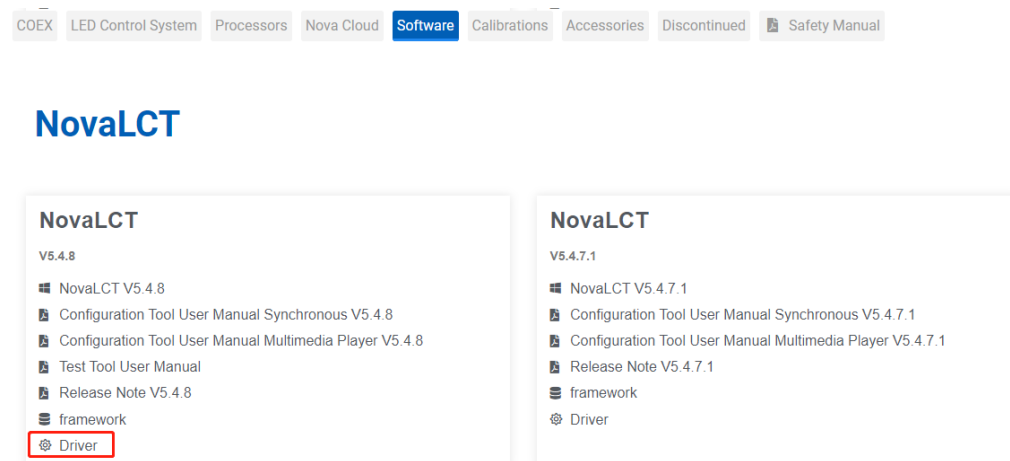 COEX LED Control System Processors Nova Cloud Software Calibrations Accessories Discontinued Safety Manual
NovaLCT
NovaLCT
V5.4.8
NovaLCT V5.4.8
Configuration Tool User Manual Synchronous V5.4.8
Configuration Tool User Manual Multimedia Player V5.4.8
Test Tool User Manual
Release Note V5.4.8
framework
Driver
NovaLCT
V5.4.7.1
NovaLCT V5.4.7.1
Configuration Tool User Manual Synchronous V5.4.7.1
Configuration Tool User Manual Multimedia Player V5.4.7.1
Release Note V5.4.7.1
framework
Driver